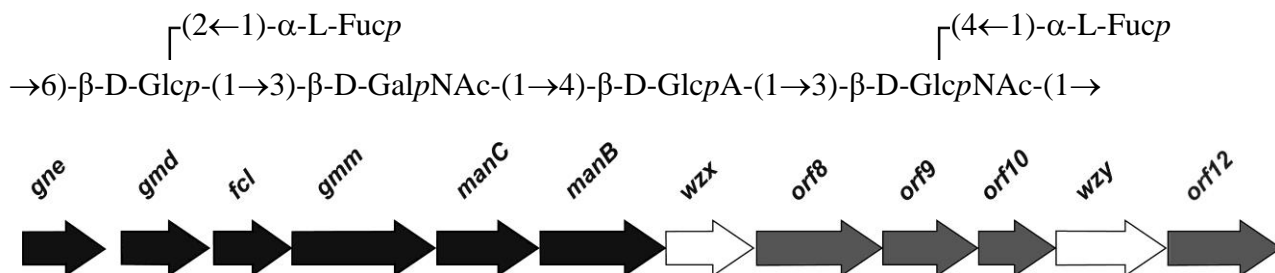 (2←1)-α-L-Fucp (4←1)-α-L-Fucp
→6)-β-D-Glcp-(1→3)-β-D-GalpNAc-(1→4)-β-D-GlcpA-(1→3)-β-D-GlcpNAc-(1→
gne gmd fcl gmm manC manB wzx orf8 orf9 orf10 wzy orf12